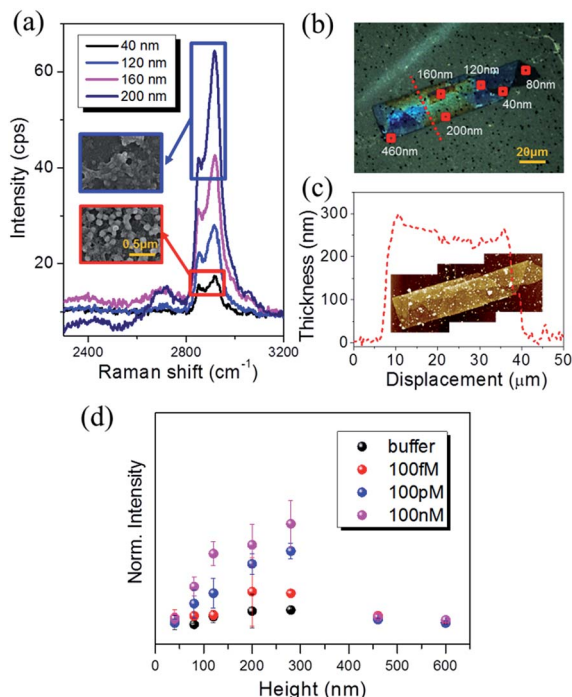 (a)
Intensity (cps)
60
40
20
40 nm
120 nm
160 nm
200 nm
0.5μm
2400 2800 3200
Raman shift (cm⁻¹)
(b)
160nm
120nm
80nm
40nm
200nm
460nm
20μm
(c)
Thickness (nm)
300
200
100
0
0 10 20 30 40 50
Displacement (μm)
(d)
Norm. Intensity
buffer
100fM
100pM
100nM
0 100 200 300 400 500 600
Height (nm)